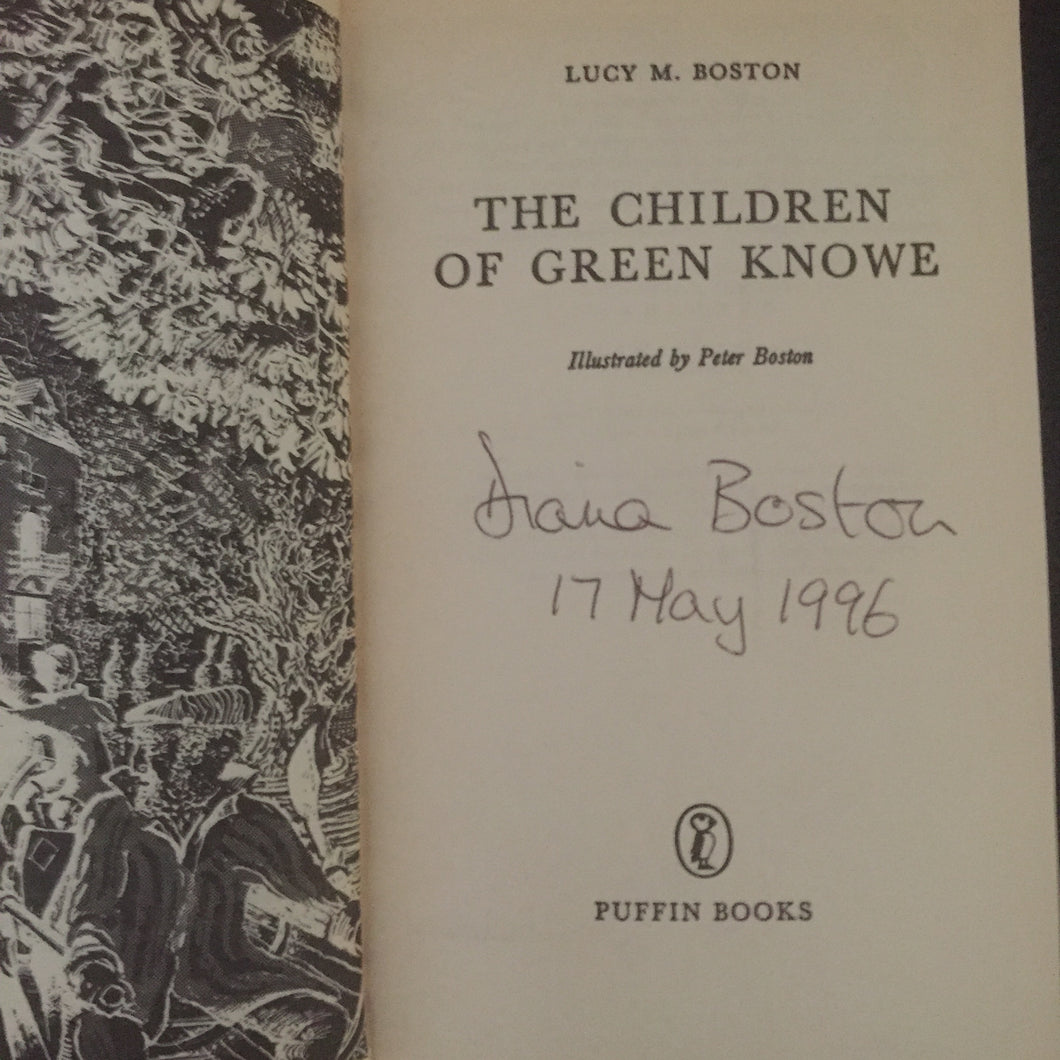 LUCY M. BOSTON
THE CHILDREN
OF GREEN KNOWE
Illustrated by Peter Boston
Diana Boston
17 May 1996
PUFFIN BOOKS